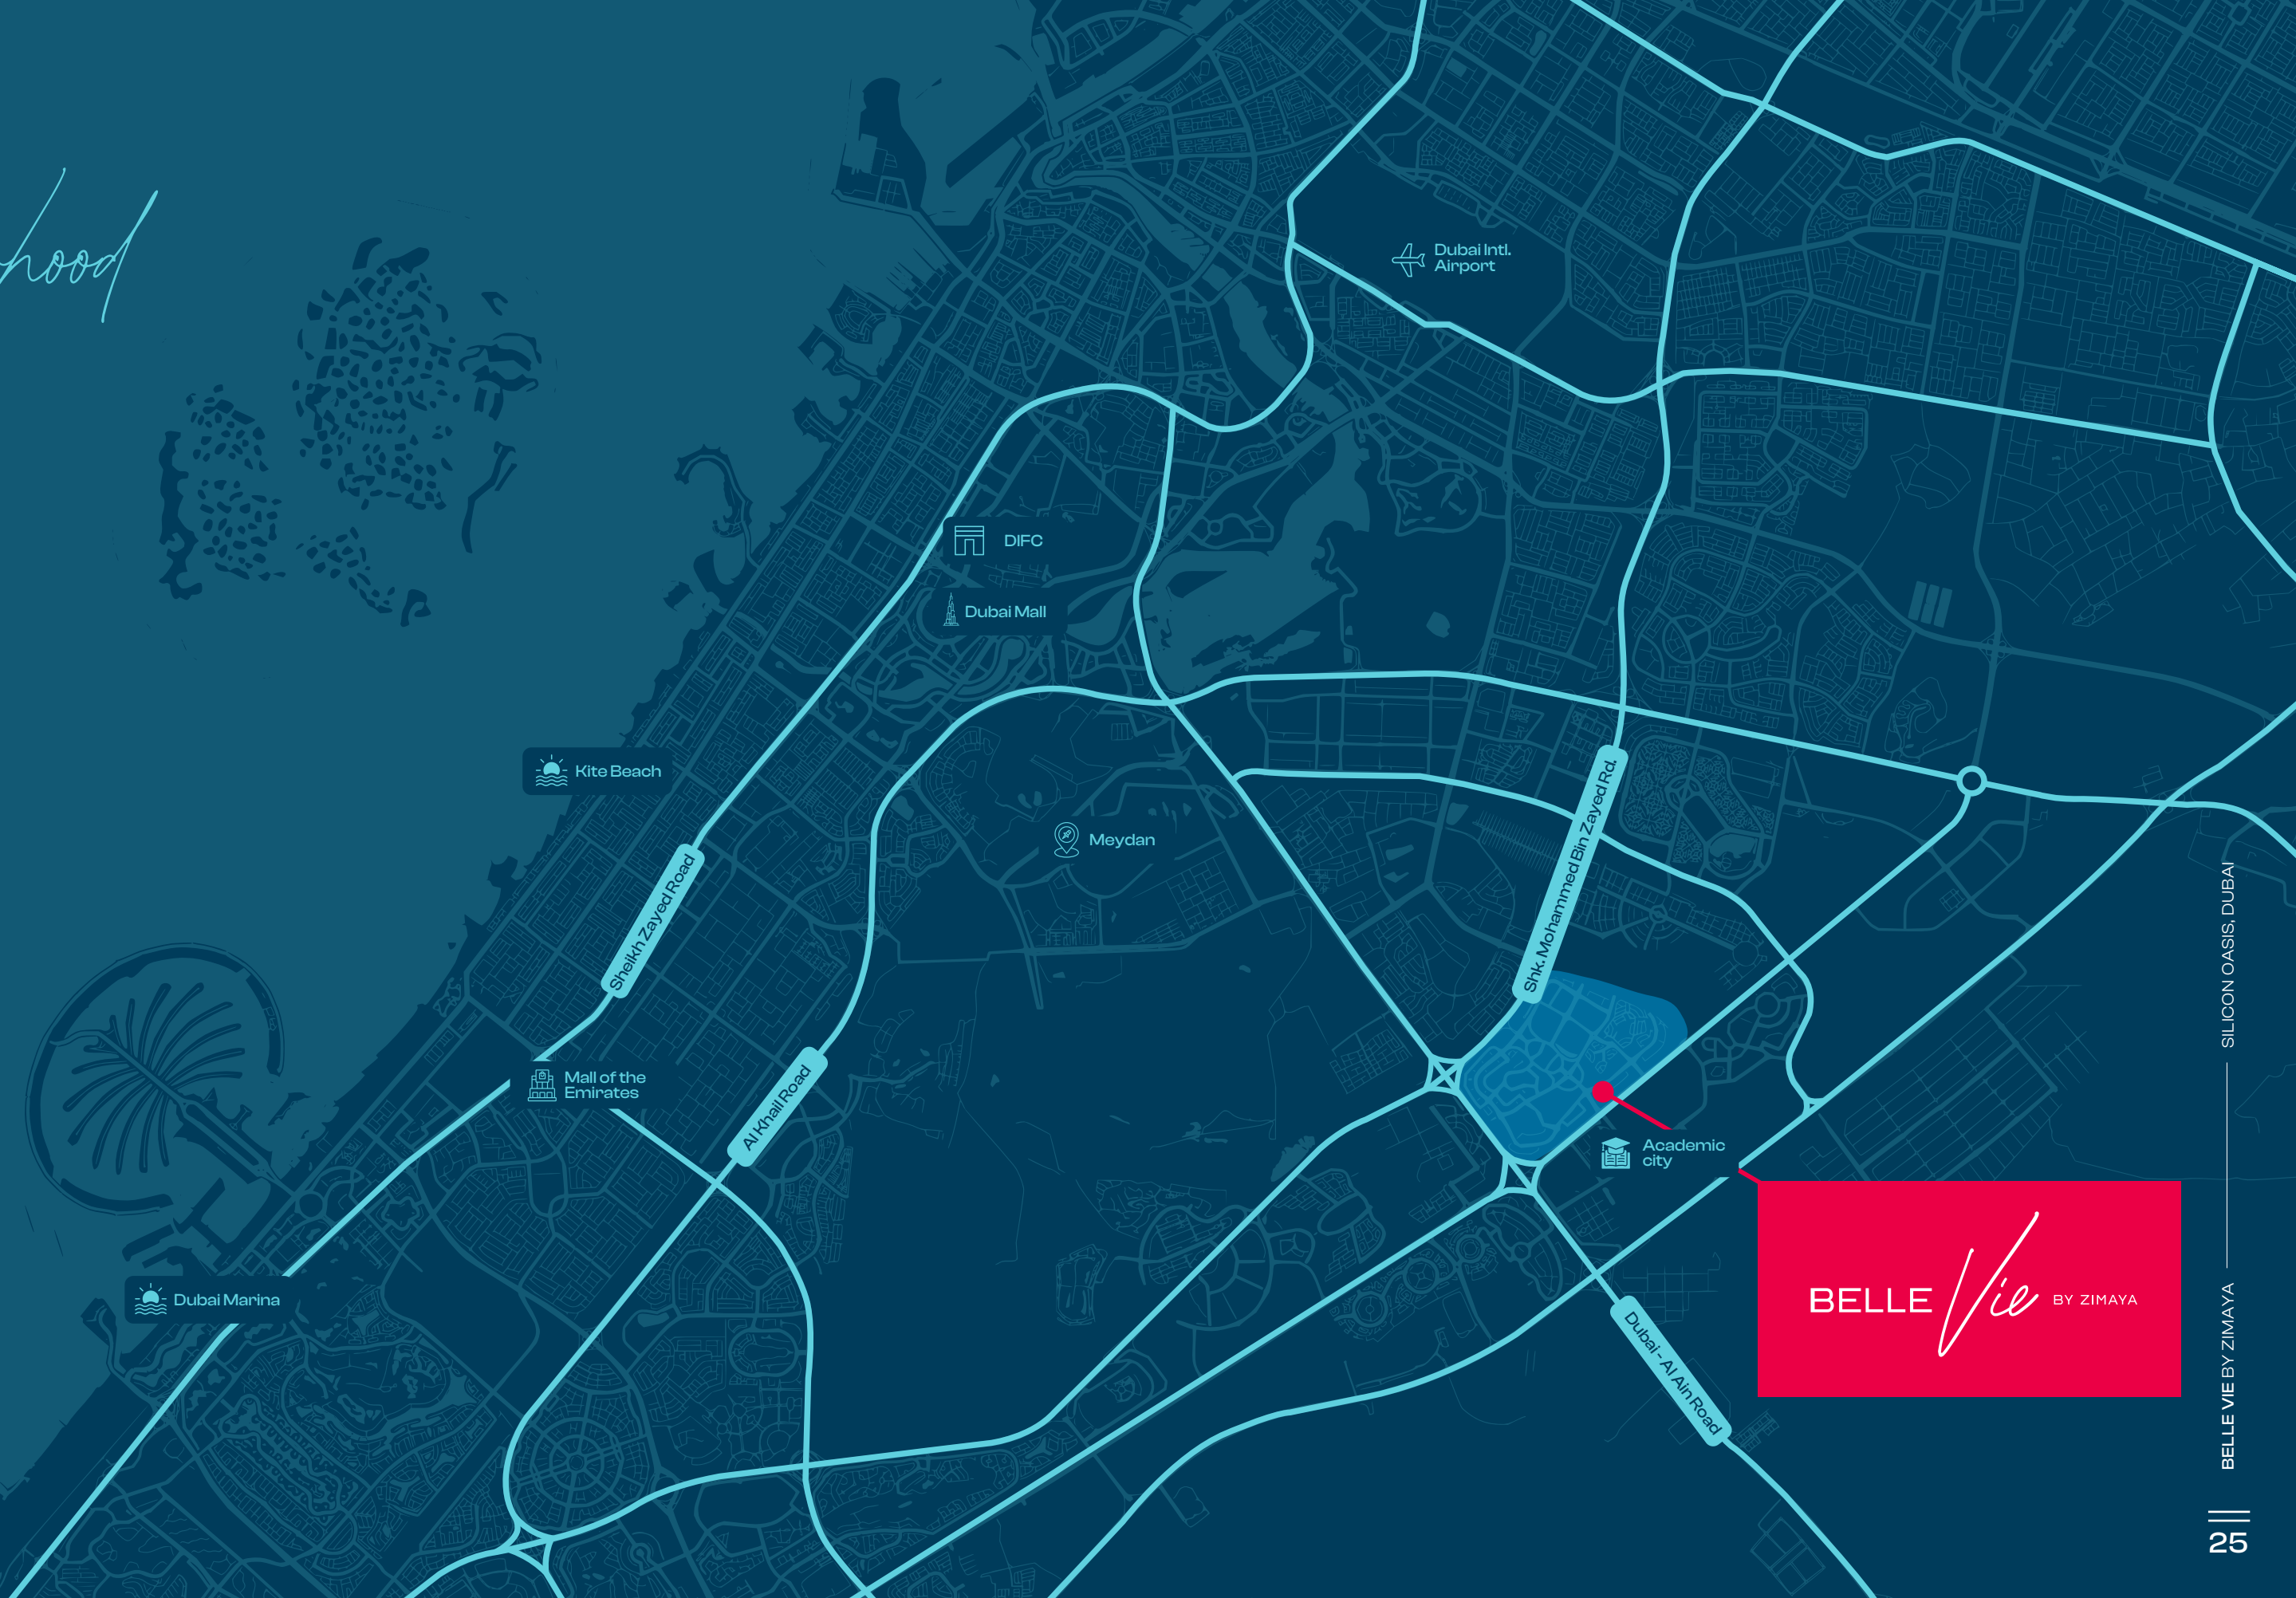 hood
Dubai Intl.
Airport
DIFC
Dubai Mall
Kite Beach
Meydan
Sheikh Zayed Road
Shk. Mohammed Bin Zayed Rd.
Al Khail Road
Mall of the
Emirates
Academic
city
Dubai Marina
Dubai - Al Ain Road
BELLE Vie BY ZIMAYA
BELLE VIE BY ZIMAYA SILICON OASIS, DUBAI
25